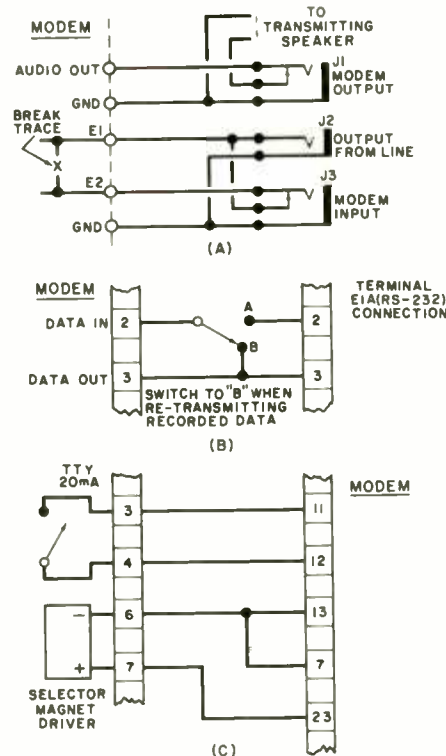 TO
TRANSMITTING
SPEAKER
MODEM
AUDIO OUT
J1
MODEM
OUTPUT
GND
BREAK
TRACE
E1
J2
OUTPUT
FROM LINE
X
E2
J3
MODEM
INPUT
GND
(A)
MODEM
TERMINAL
EIA(RS-232)
CONNECTION
DATA IN
2
A
2
B
DATA OUT
3
3
SWITCH TO "B" WHEN
RE-TRANSMITTING
RECORDED DATA
(B)
TTY
20mA
MODEM
3
11
4
12
6
13
7
7
23
- 
+
SELECTOR
MAGNET
DRIVER
(C)